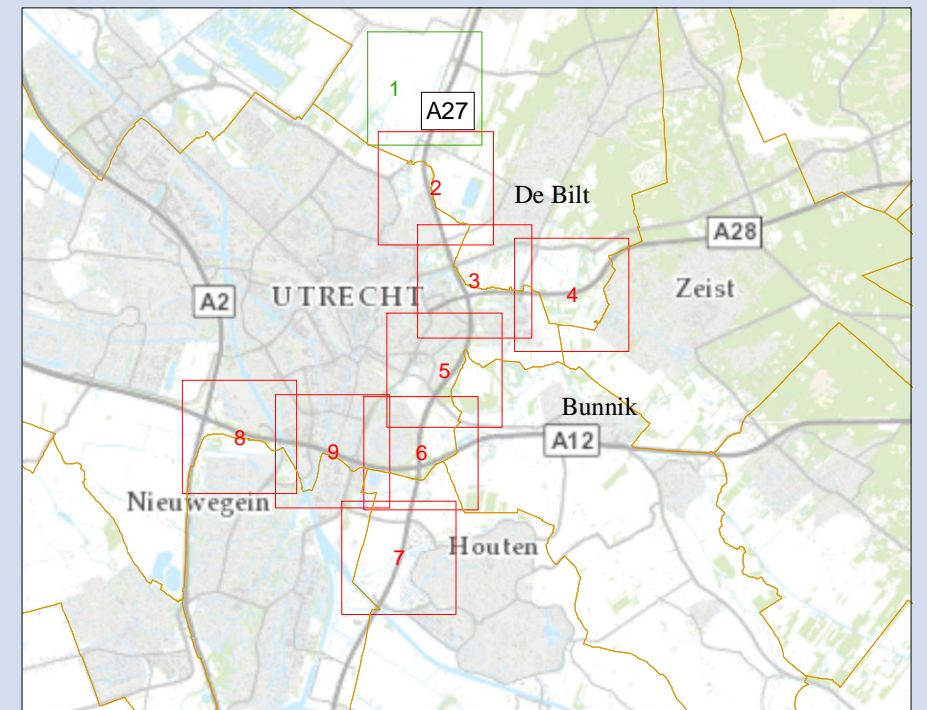 1
A27
2
De Bilt
A28
3
4
Zeist
A2
UTRECHT
5
Bunnik
8
9
6
A12
Nieuwegein
Houten
7